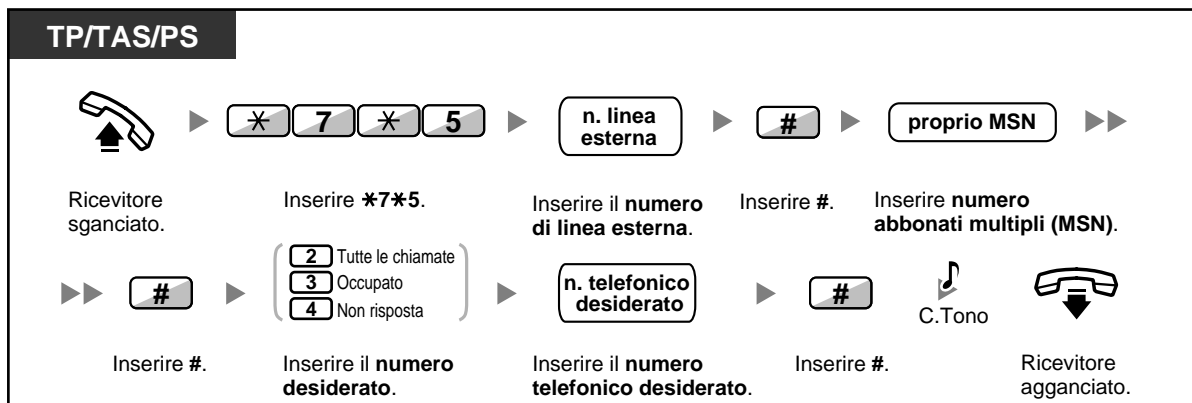 TP/TAS/PS
✳ 7 ✳ 5
n. linea
esterna
#
proprio MSN
Ricevitore
sganciato.
Inserire ✳7✳5.
Inserire il numero
di linea esterna.
Inserire #.
Inserire numero
abbonati multipli (MSN).
#
2 Tutte le chiamate
3 Occupato
4 Non risposta
n. telefonico
desiderato
#
C.Tono
Inserire #.
Inserire il numero
desiderato.
Inserire il numero
telefonico desiderato.
Inserire #.
Ricevitore
agganciato.